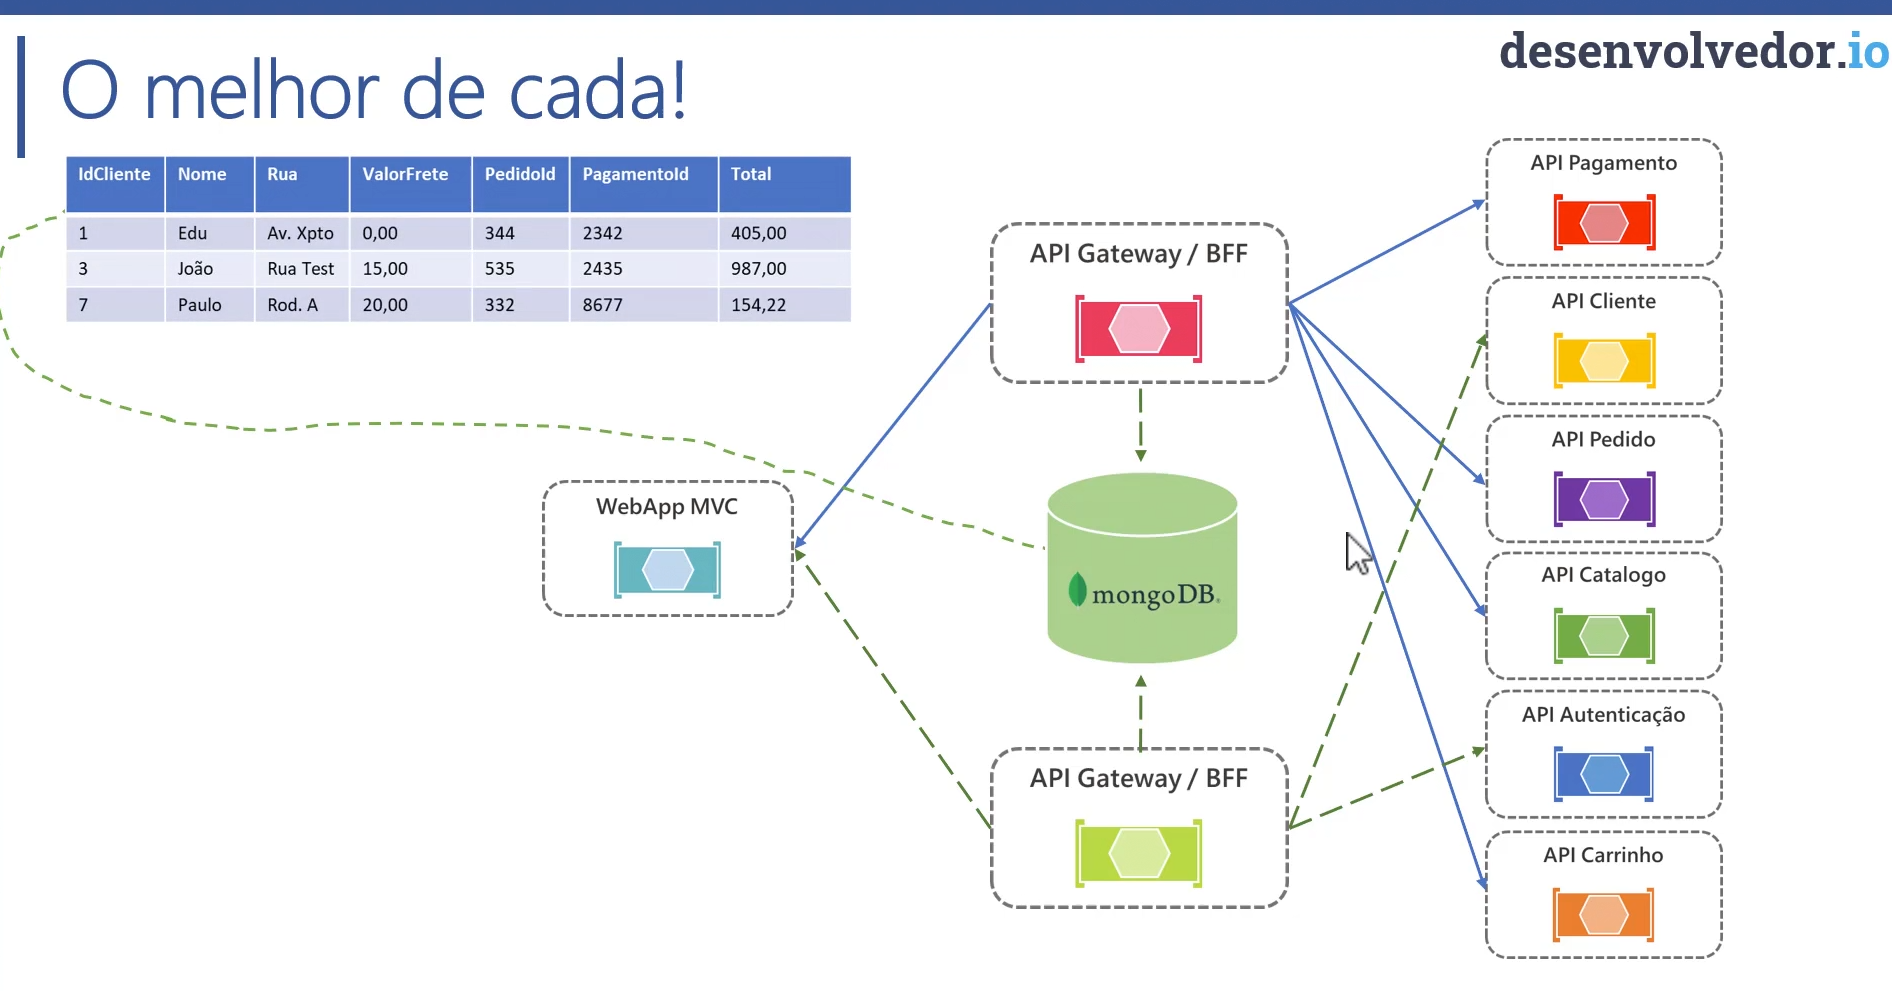 desenvolvedor.io
O melhor de cada!
IdCliente Nome Rua ValorFrete PedidoId PagamentoId Total
1 Edu Av. Xpto 0,00 344 2342 405,00
3 João Rua Test 15,00 535 2435 987,00
7 Paulo Rod. A 20,00 332 8677 154,22
API Gateway / BFF
WebApp MVC
mongoDB®
API Gateway / BFF
API Pagamento
API Cliente
API Pedido
API Catalogo
API Autenticação
API Carrinho